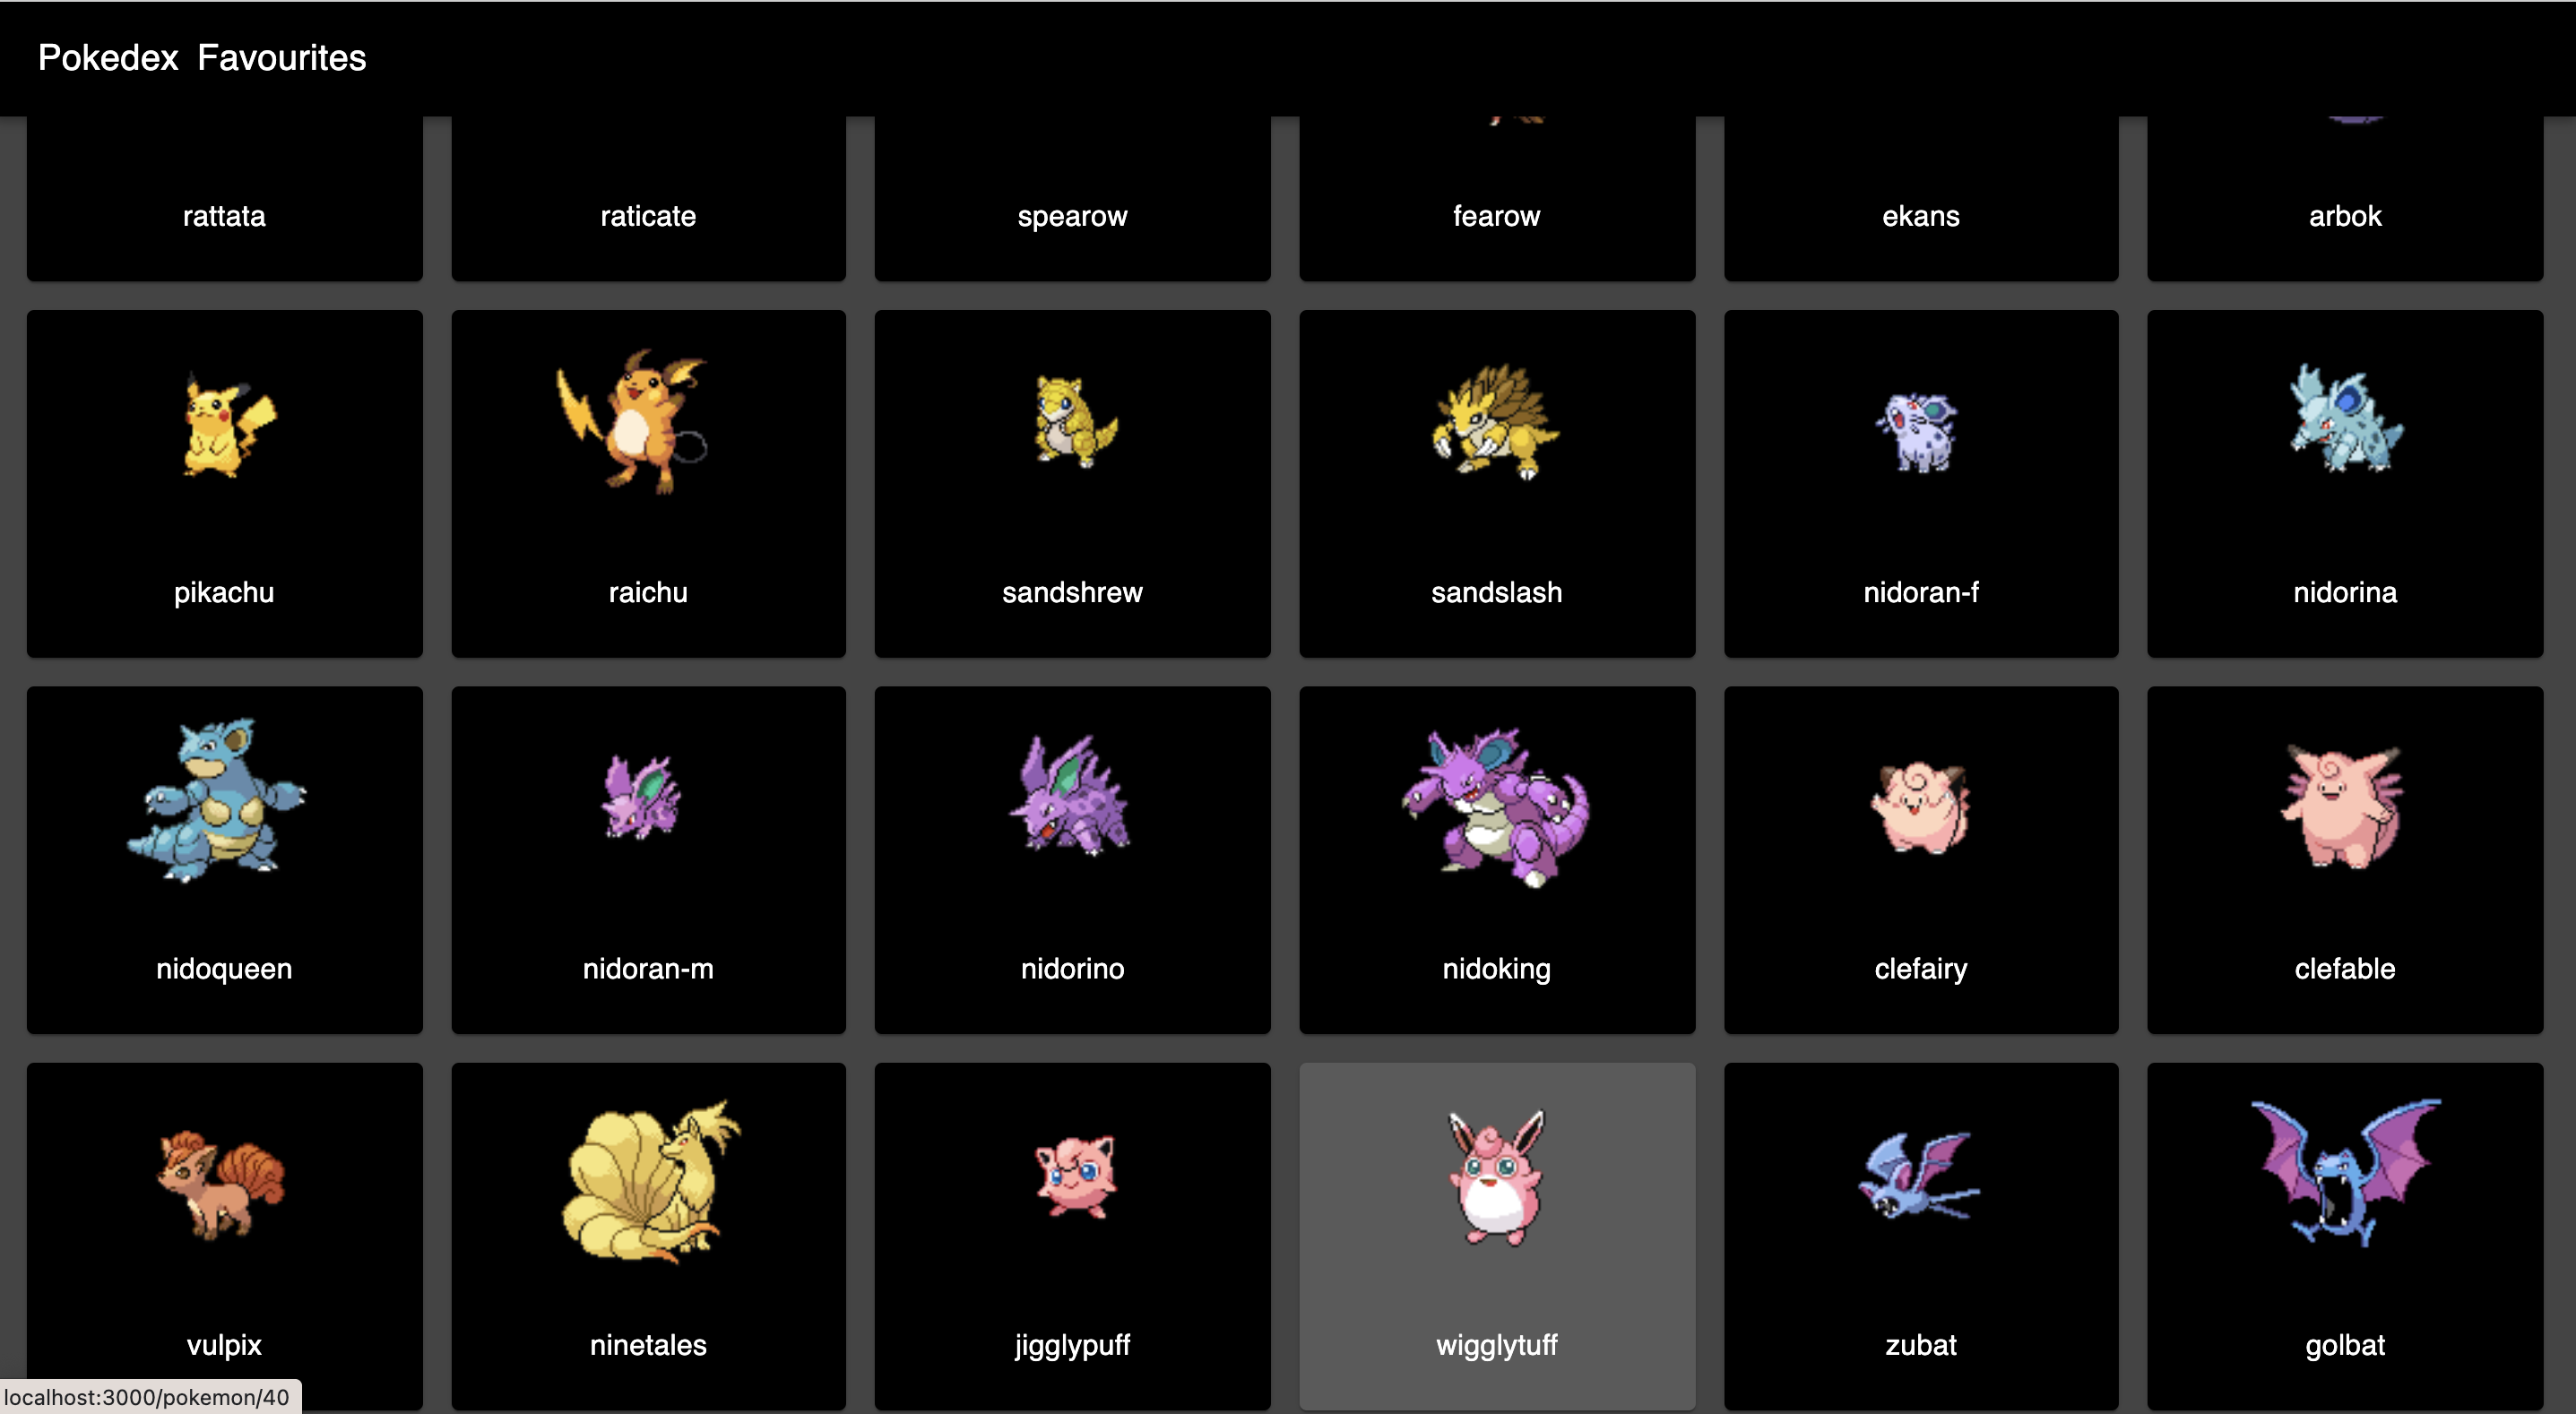 Pokedex Favourites
rattata raticate spearow fearow ekans arbok
pikachu raichu sandshrew sandslash nidoran-f nidorina
nidoqueen nidoran-m nidorino nidoking clefairy clefable
vulpix ninetales jigglypuff wigglytuff zubat golbat
localhost:3000/pokemon/40